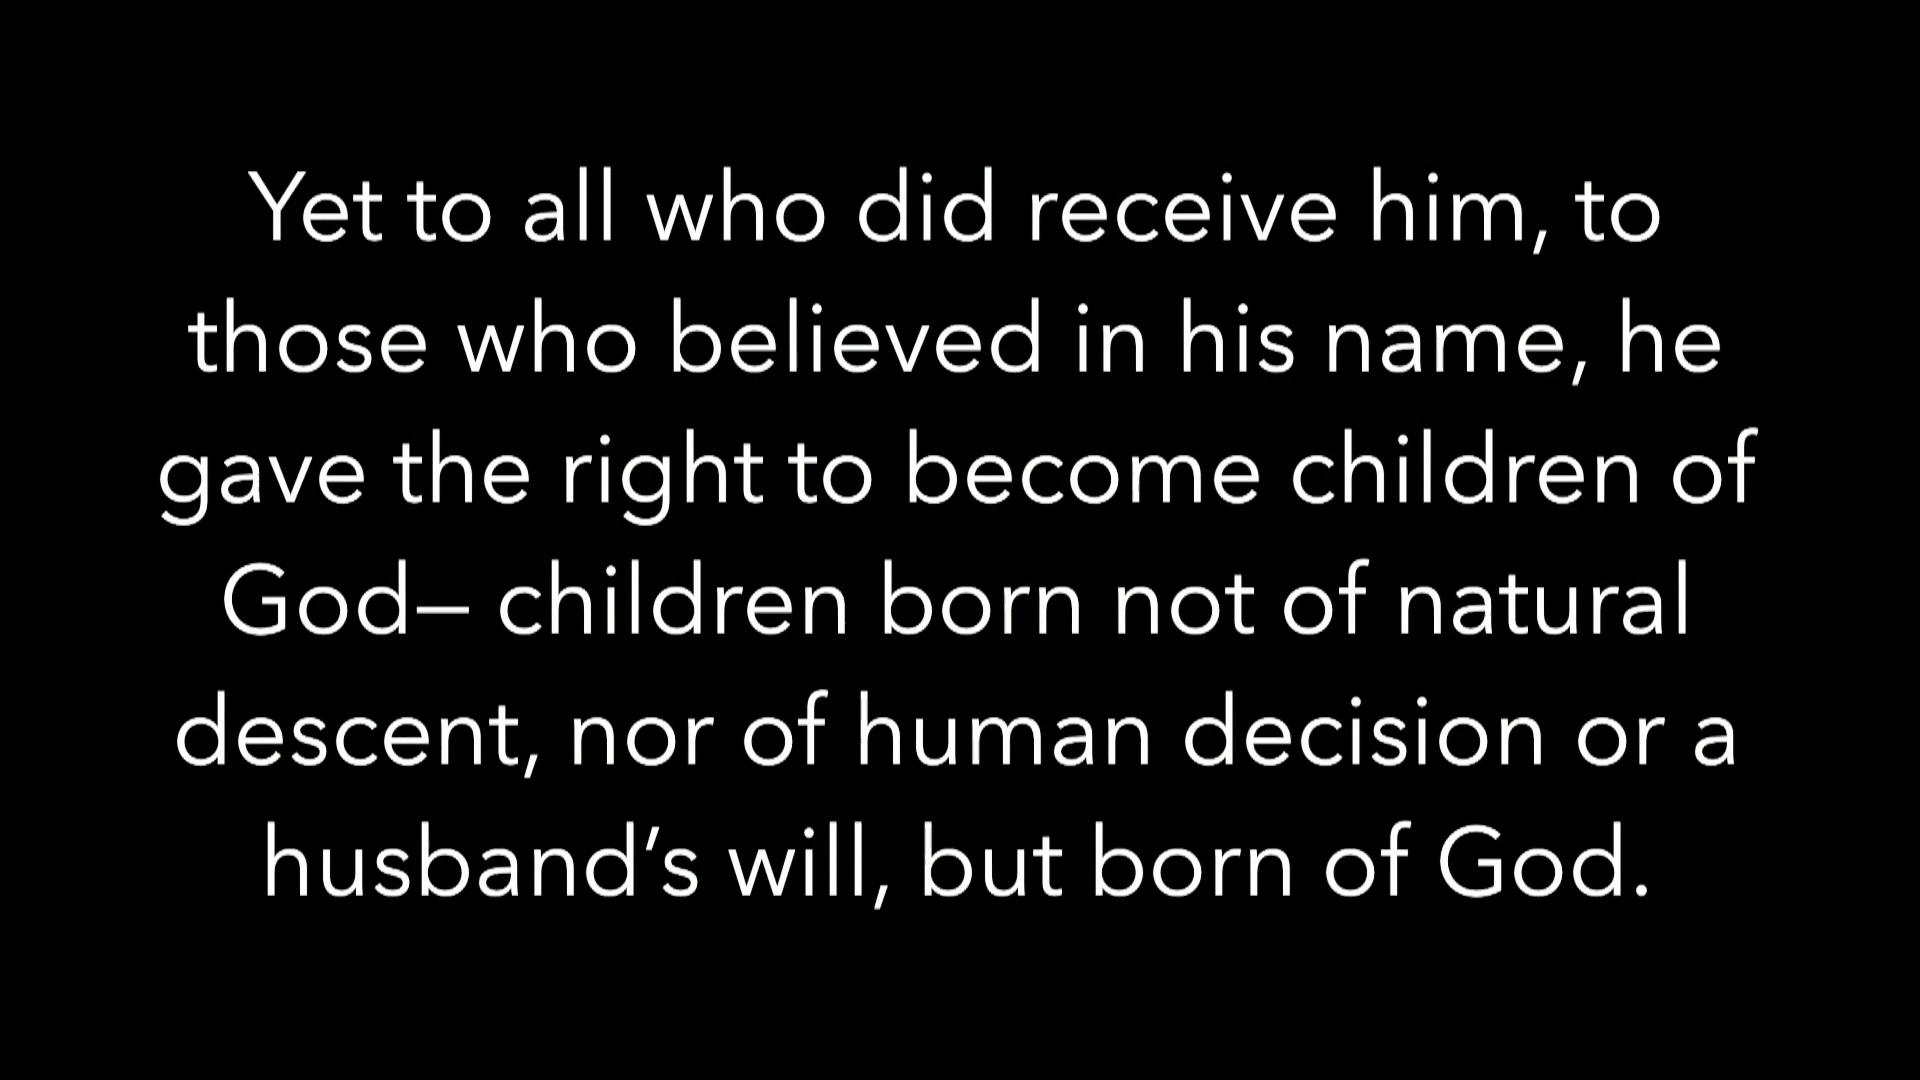 Yet to all who did receive him, to
those who believed in his name, he
gave the right to become children of
God– children born not of natural
descent, nor of human decision or a
husband’s will, but born of God.